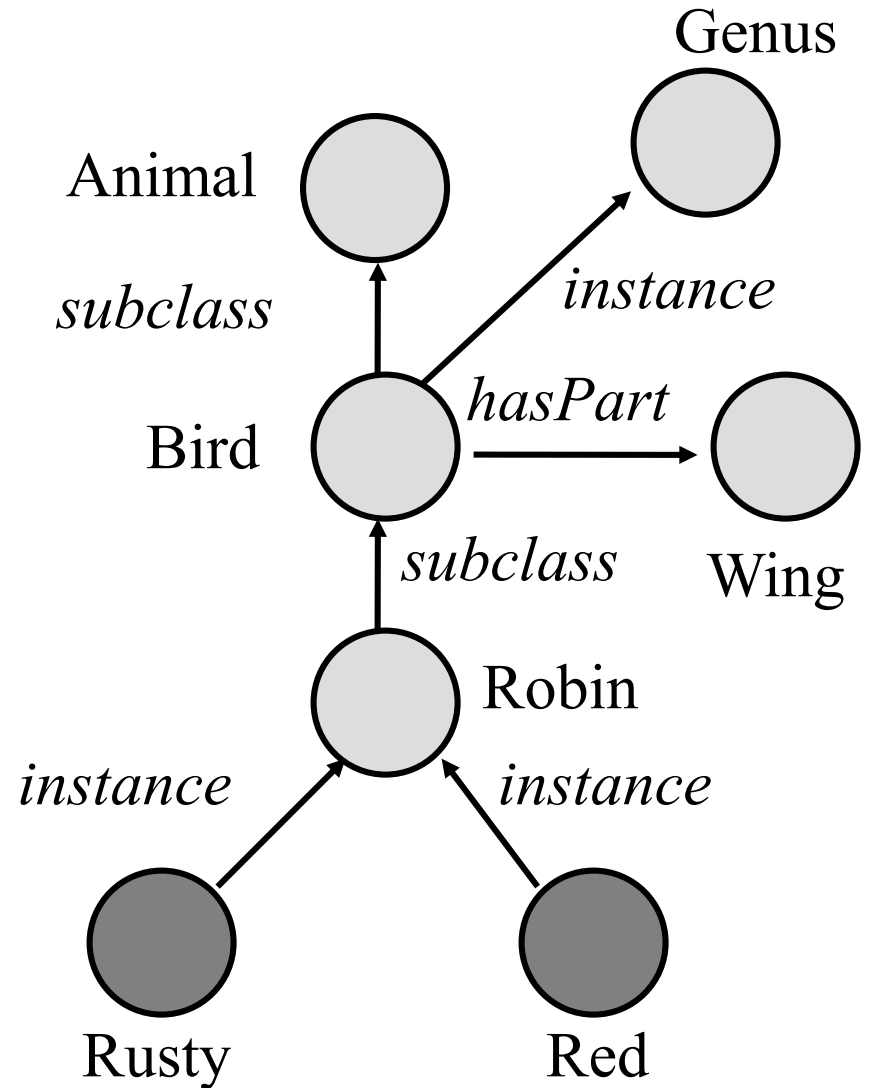 Genus
Animal
subclass
instance
hasPart
Bird
subclass
Wing
Robin
instance
instance
Rusty
Red